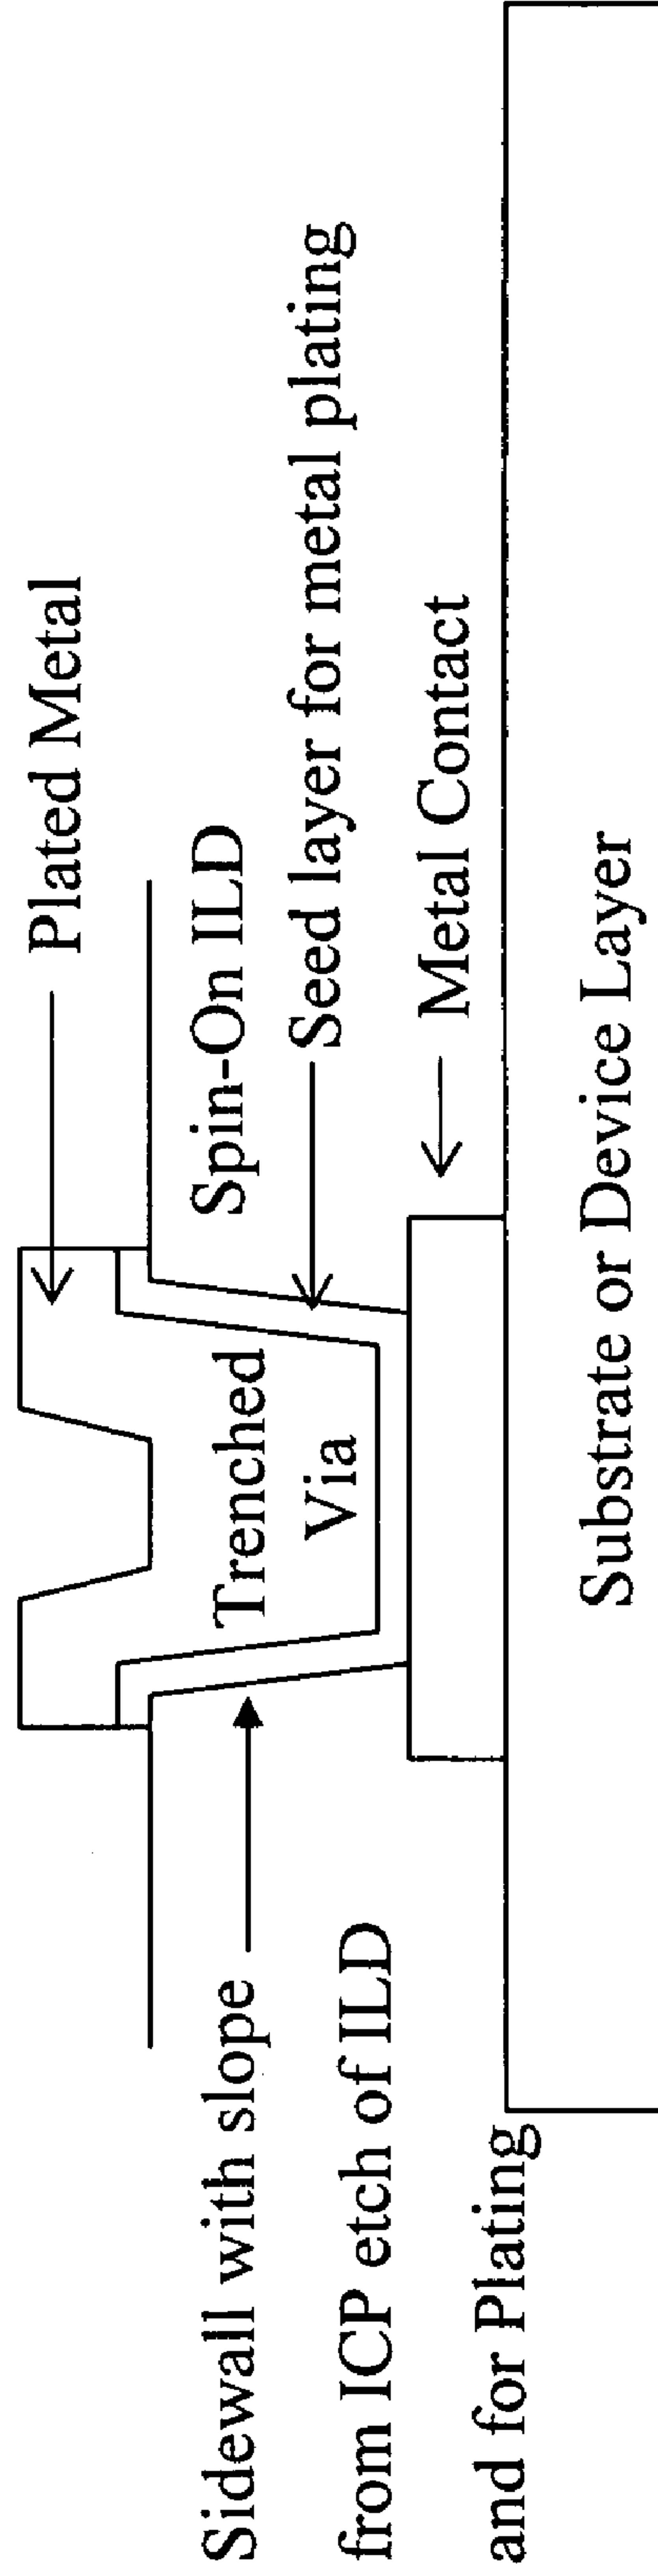 Plated Metal
Spin-On ILD
Sidewall with slope
Trenched
Via
Seed layer for metal plating
from ICP etch of ILD
Metal Contact
and for Plating
Substrate or Device Layer